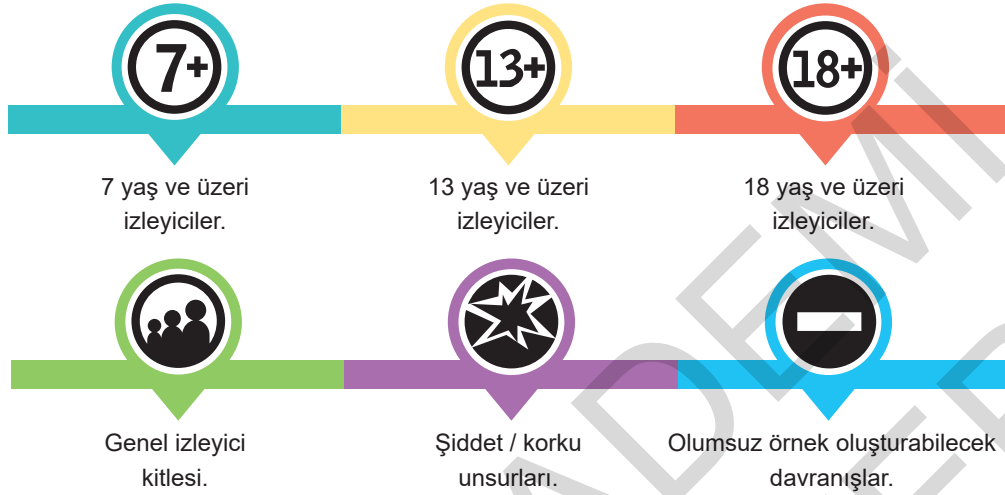 7+ 13+ 18+
7 yaş ve üzeri
izleyiciler.
13 yaş ve üzeri
izleyiciler.
18 yaş ve üzeri
izleyiciler.
Genel izleyici
kitlesi.
Şiddet / korku
unsurları.
Olumsuz örnek oluşturabilecek
davranışlar.